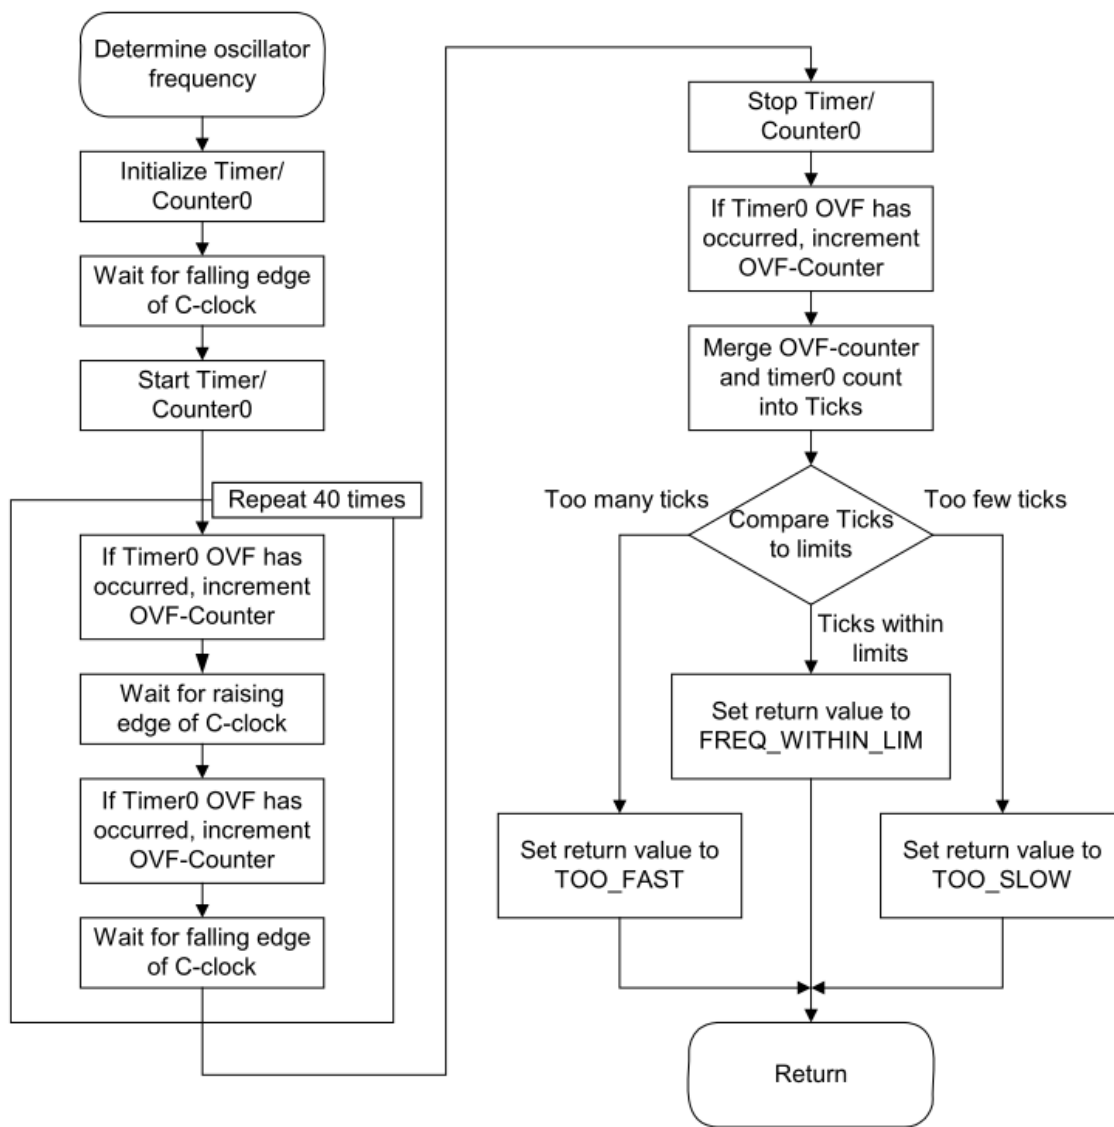 Determine oscillator
frequency
Initialize Timer/
Counter0
Wait for falling edge
of C-clock
Start Timer/
Counter0
Repeat 40 times
If Timer0 OVF has
occurred, increment
OVF-Counter
Wait for raising
edge of C-clock
If Timer0 OVF has
occurred, increment
OVF-Counter
Wait for falling edge
of C-clock
Stop Timer/
Counter0
If Timer0 OVF has
occurred, increment
OVF-Counter
Merge OVF-counter
and timer0 count
into Ticks
Too many ticks
Compare Ticks
to limits
Too few ticks
Ticks within
limits
Set return value to
FREQ_WITHIN_LIM
Set return value to
TOO_FAST
Set return value to
TOO_SLOW
Return